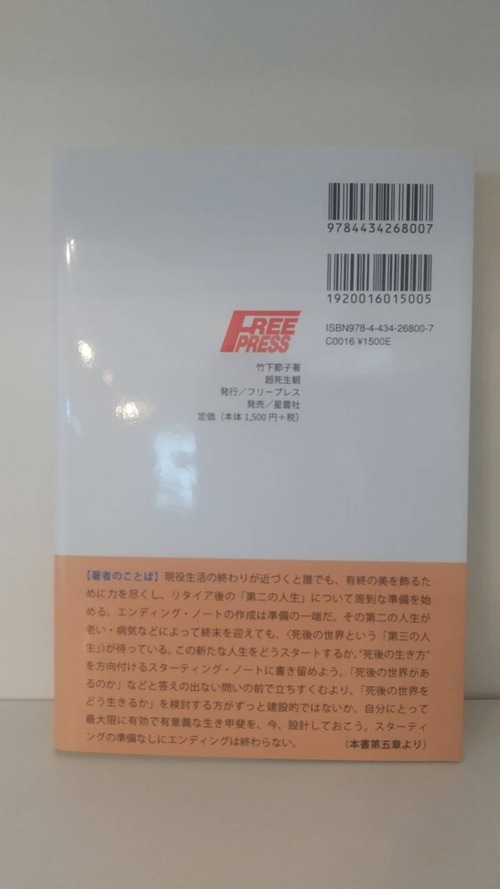 9784434268007
1920016015005
ISBN978-4-434-26800-7
C0016 ¥1500E
FREE
PRESS
竹下節子著
超死生観
発行／フリープレス
発売／星雲社
定価（本体 1,500 円＋税）
【著者のことば】現役生活の終わりが近づくと誰でも、有終の美を飾るた
めに力を尽くし、リタイア後の「第二の人生」について周到な準備を始
める。エンディング・ノートの作成は準備の一端だ。その第二の人生が
老い・病気などによって終末を迎えても、〈死後の世界という「第三の人
生」〉が待っている。この新たな人生をどうスタートするか、“死後の生き方”
を方向付けるスターティング・ノートに書き留めよう。「死後の世界があ
るのか」などと答えの出ない問いの前で立ちすくむより、「死後の世界を
どう生きるか」を検討する方がずっと建設的ではないか。自分にとって
最大限に有効で有意義な生き甲斐を、今、設計しておこう。スターティ
ングの準備なしにエンディングは終わらない。　（本書第五章より）